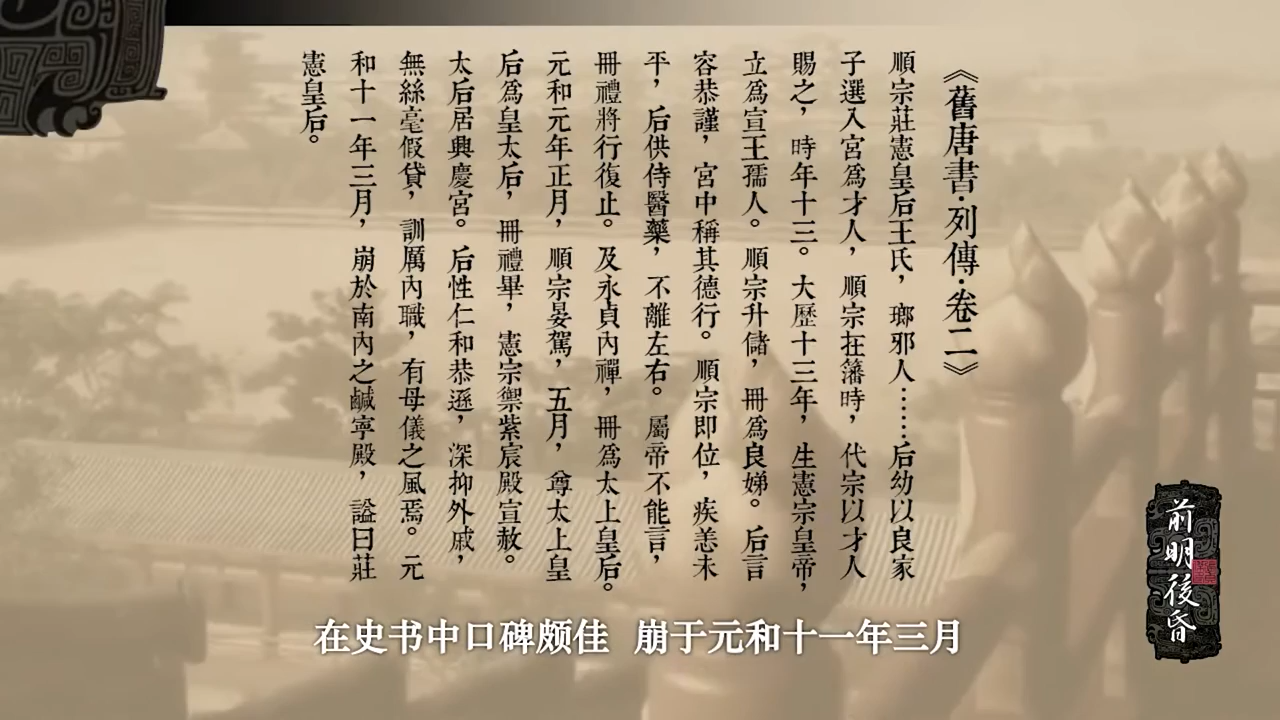 《舊唐書·列傳·卷二》
順宗莊憲皇后王氏，瑯邪人……后幼以良家
子選入宮為才人，順宗在藩時，代宗以才人
賜之，時年十三。大歷十三年，生憲宗皇帝，
立為宣王孺人。順宗升儲，冊為良娣。后言
容恭謹，宮中稱其德行。順宗即位，疾恙未
平，后供侍醫藥，不離左右。屬帝不能言，
冊禮將行復止。及永貞內禪，冊為太上皇后。
元和元年正月，順宗晏駕，五月，尊太上皇
后為皇太后，冊禮畢，憲宗禦紫宸殿宣赦。
太后居興慶宮。后性仁和恭遜，深抑外戚，
無絲毫假貸，訓厲內職，有母儀之風焉。元
和十一年三月，崩於南內之鹹寧殿，謚曰莊
憲皇后。
前明後昏
在史书中口碑颇佳 崩于元和十一年三月